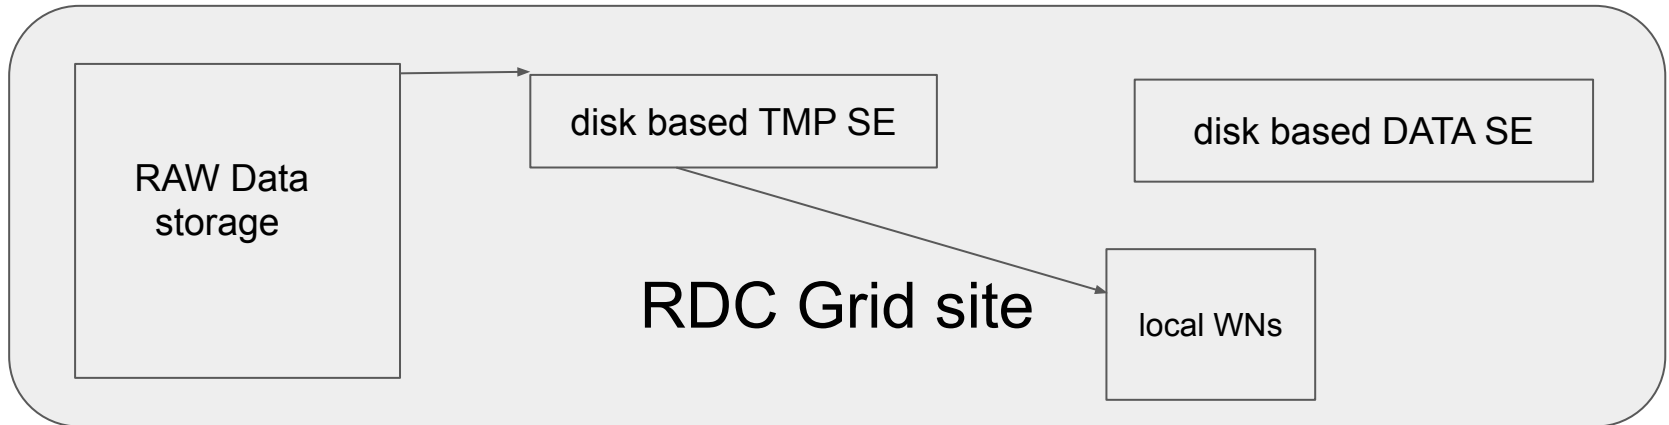 RAW Data
storage
disk based TMP SE
disk based DATA SE
RDC Grid site
local WNs